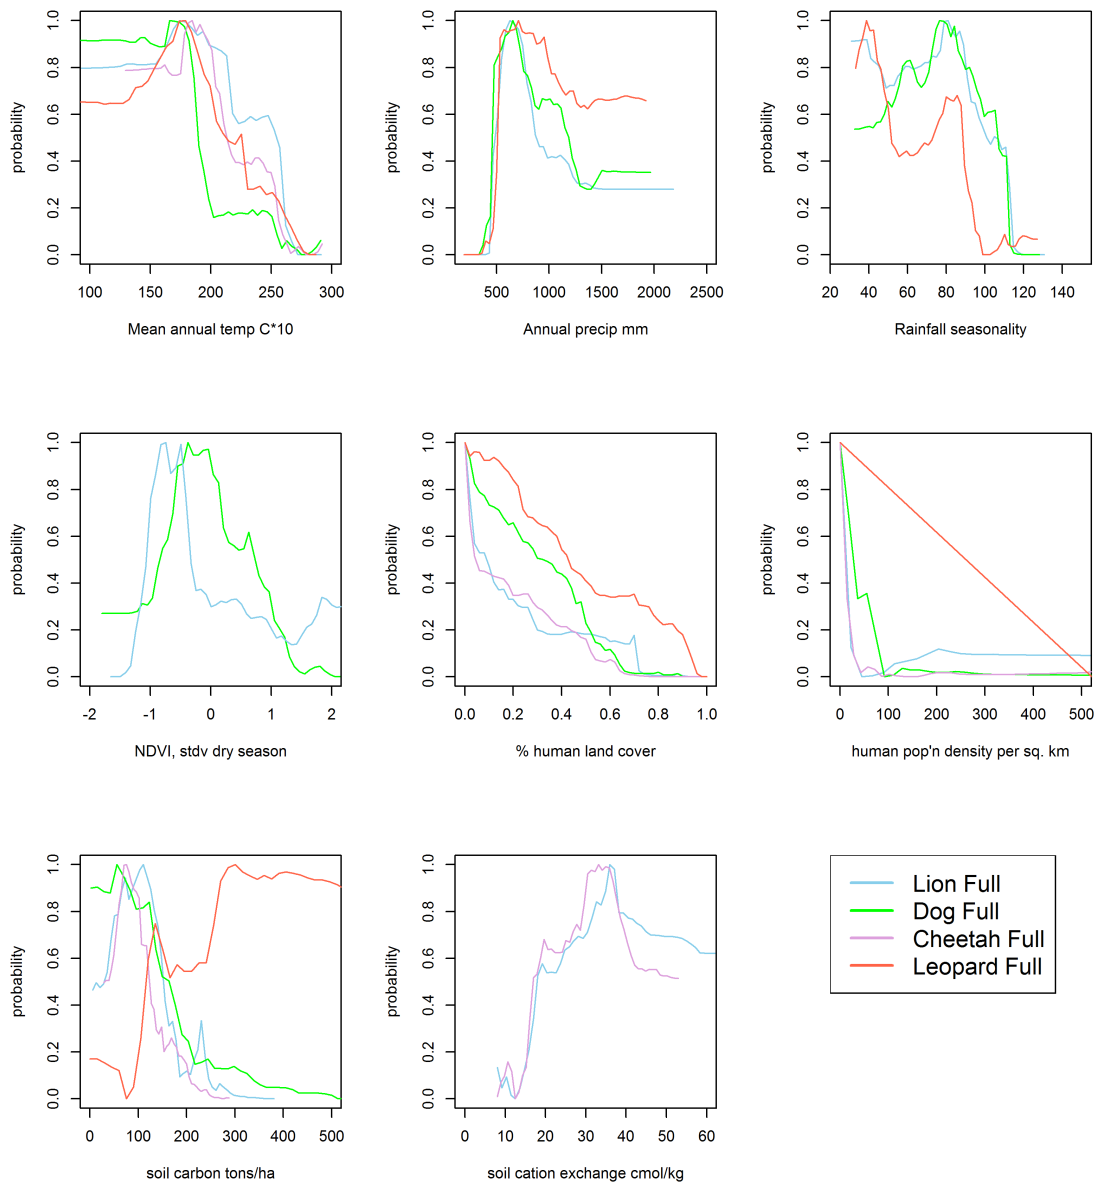 probability
0.0 0.2 0.4 0.6 0.8 1.0
100 150 200 250 300
Mean annual temp C*10
probability
0.0 0.2 0.4 0.6 0.8 1.0
500 1000 1500 2000 2500
Annual precip mm
probability
0.0 0.2 0.4 0.6 0.8 1.0
20 40 60 80 100 120 140
Rainfall seasonality
probability
0.0 0.2 0.4 0.6 0.8 1.0
-2 -1 0 1 2
NDVI, stdv dry season
probability
0.0 0.2 0.4 0.6 0.8 1.0
0.0 0.2 0.4 0.6 0.8 1.0
% human land cover
probability
0.0 0.2 0.4 0.6 0.8 1.0
0 100 200 300 400 500
human pop'n density per sq. km
probability
0.0 0.2 0.4 0.6 0.8 1.0
0 100 200 300 400 500
soil carbon tons/ha
probability
0.0 0.2 0.4 0.6 0.8 1.0
0 10 20 30 40 50 60
soil cation exchange cmol/kg
Lion Full
Dog Full
Cheetah Full
Leopard Full